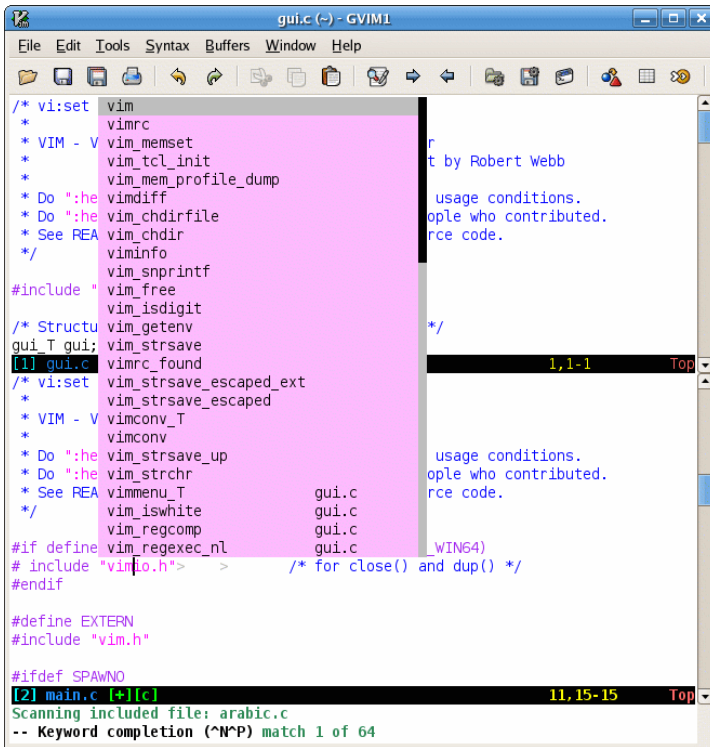 gui.c (~) - GVIM1
File Edit Tools Syntax Buffers Window Help
/* vi:set vim
* vimrc
* VIM - V vim_memset r
* vim_tcl_init t by Robert Webb
* vim_mem_profile_dump
* Do ":he vimdiff usage conditions.
* Do ":he vim_chdirfile ople who contributed.
* See REA vim_chdir rce code.
*/ viminfo
vim_snprintf
#include " vim_free
vim_isdigit
/* Structu vim_getenv */
gui_T gui; vim_strsave
[1] gui.c vimrc_found 1,1-1 Top
/* vi:set vim_strsave_escaped_ext
* vim_strsave_escaped
* VIM - V vimconv_T
* vimconv
* Do ":he vim_strsave_up usage conditions.
* Do ":he vim_strchr ople who contributed.
* See REA vimmenu_T gui.c rce code.
*/ vim_iswhite gui.c
vim_regcomp gui.c
#if define vim_regexec_nl gui.c _WIN64)
# include "vimio.h"> > /* for close() and dup() */
#endif
#define EXTERN
#include "vim.h"
#ifdef SPAWNO
[2] main.c [+][c] 11,15-15 Top
Scanning included file: arabic.c
-- Keyword completion (^N^P) match 1 of 64